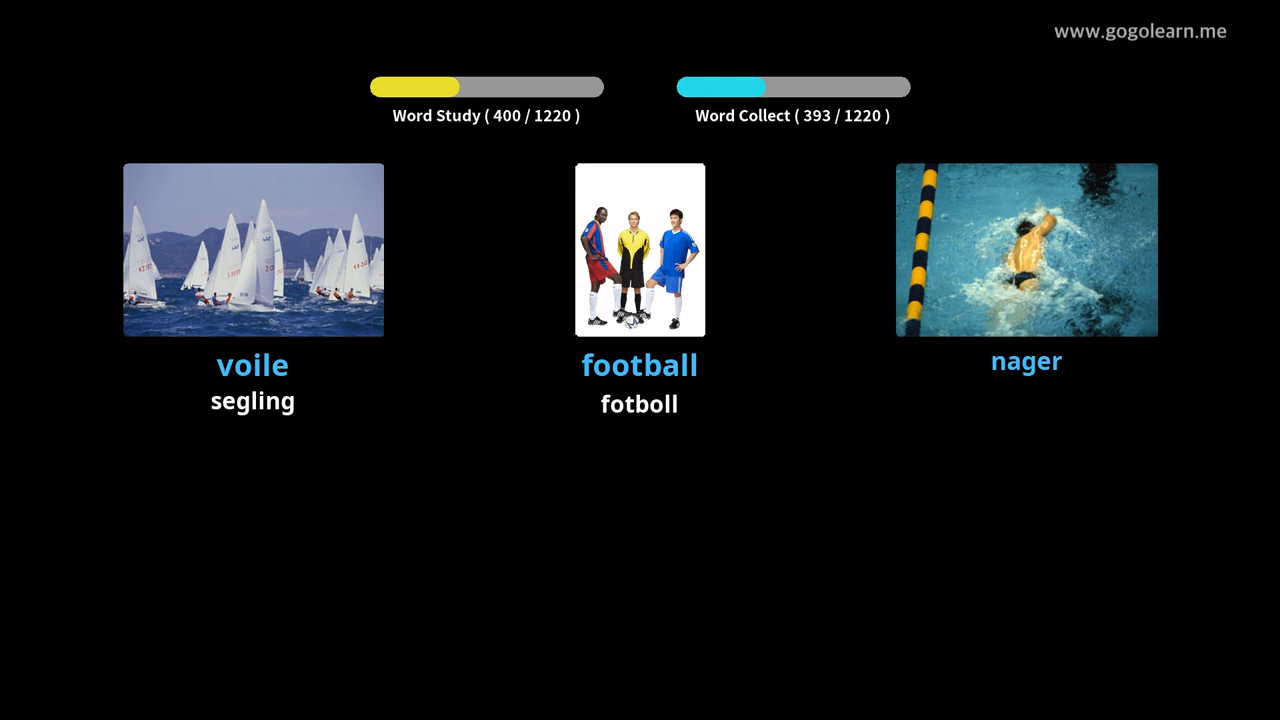 www.gogolearn.me
Word Study ( 400 / 1220 )
Word Collect ( 393 / 1220 )
voile
segling
football
fotboll
nager